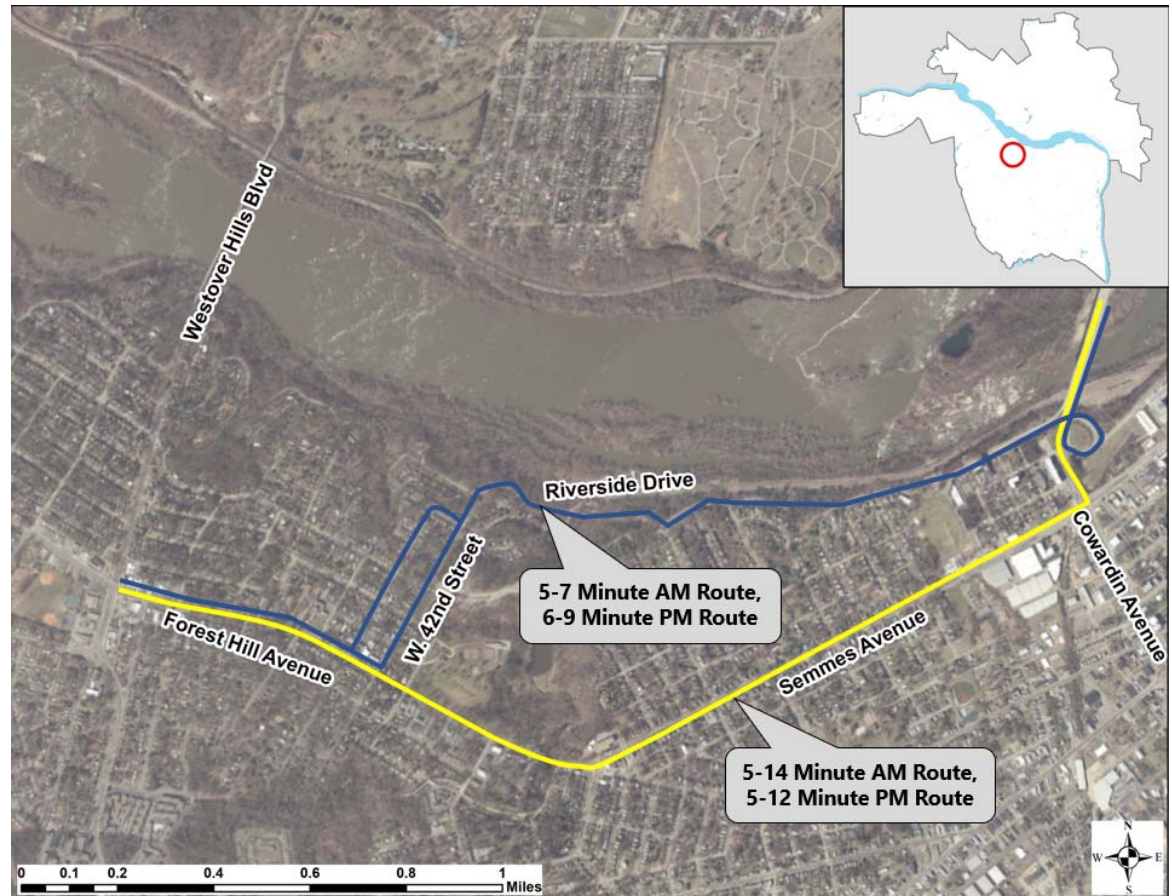 Westover Hills Blvd
Riverside Drive
W. 42nd Street
5-7 Minute AM Route,
6-9 Minute PM Route
Forest Hill Avenue
Semmes Avenue
Cowardin Avenue
5-14 Minute AM Route,
5-12 Minute PM Route
0 0.1 0.2 0.4 0.6 0.8 1
Miles
N
W E
S